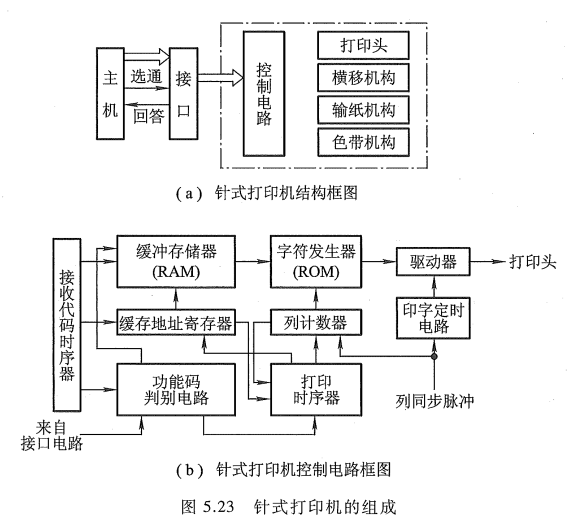 主机
选通
回答
接口
控制电路
打印头
横移机构
输纸机构
色带机构
(a) 针式打印机结构框图
接收代码时序器
缓冲存储器
(RAM)
字符发生器
(ROM)
驱动器
打印头
缓存地址寄存器
列计数器
印字定时
电路
功能码
判别电路
打印
时序器
列同步脉冲
来自
接口电路
(b) 针式打印机控制电路框图
图 5.23 针式打印机的组成